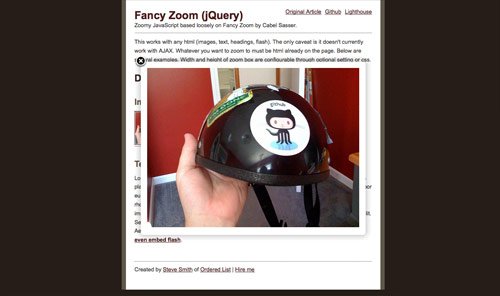 Fancy Zoom (jQuery)
Original Article Github Lighthouse
Zoomy JavaScript based loosely on Fancy Zoom by Cabel Sasser.
This works with any html (images, text, headings, flash). The only caveat is it doesn't currently
work with AJAX. Whatever you want to zoom to must be html already on the page. Below are
several examples. Width and height of zoom box are configurable through optional setting or css.
github
even embed flash.
Created by Steve Smith of Ordered List | Hire me